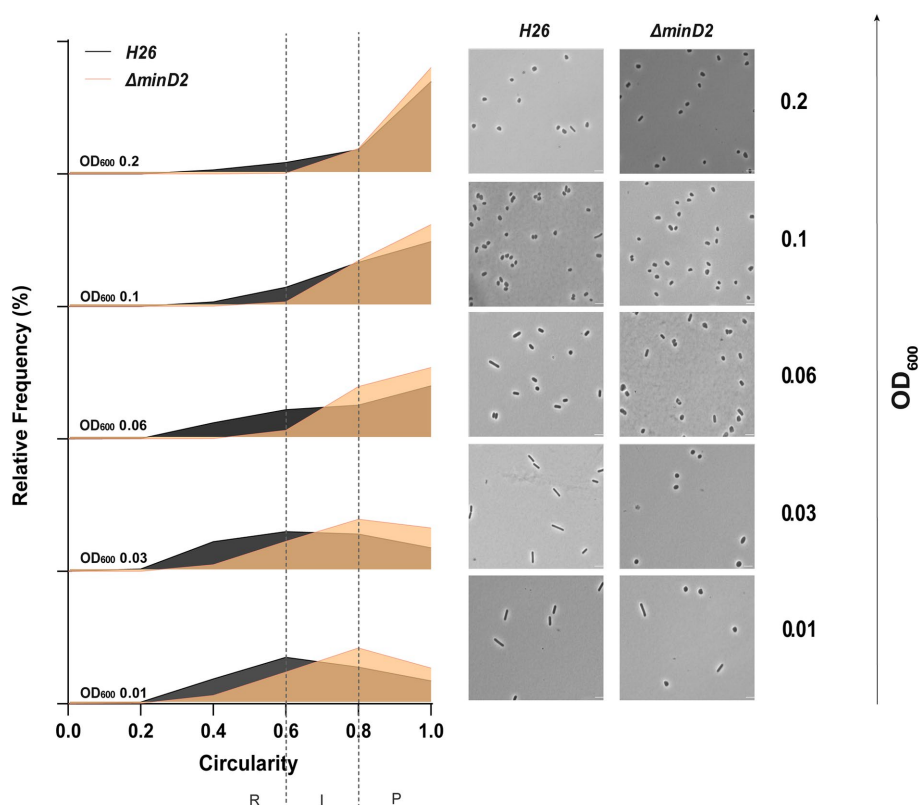 H26
ΔminD2
OD600 0.2
OD600 0.1
OD600 0.06
OD600 0.03
OD600 0.01
Relative Frequency (%)
0.0 0.2 0.4 0.6 0.8 1.0
Circularity
R I P
H26 ΔminD2
0.2
0.1
0.06
0.03
0.01
OD600